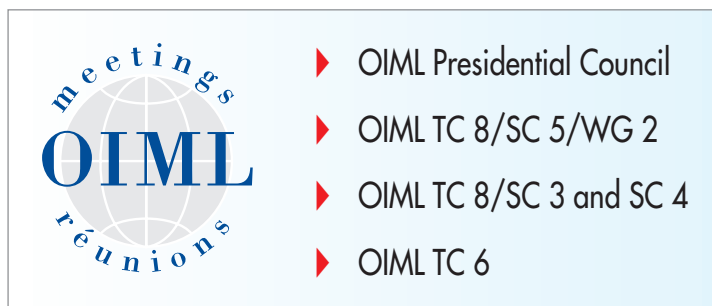 meetings
OIML
réunions
OIML Presidential Council
OIML TC 8/SC 5/WG 2
OIML TC 8/SC 3 and SC 4
OIML TC 6